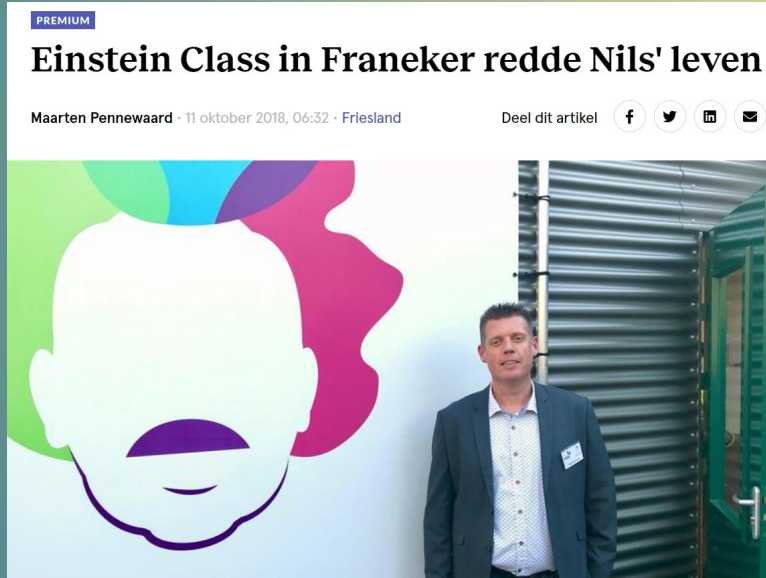 PREMIUM
Einstein Class in Franeker redde Nils' leven
Maarten Pennewaard · 11 oktober 2018, 06:32 · Friesland
Deel dit artikel